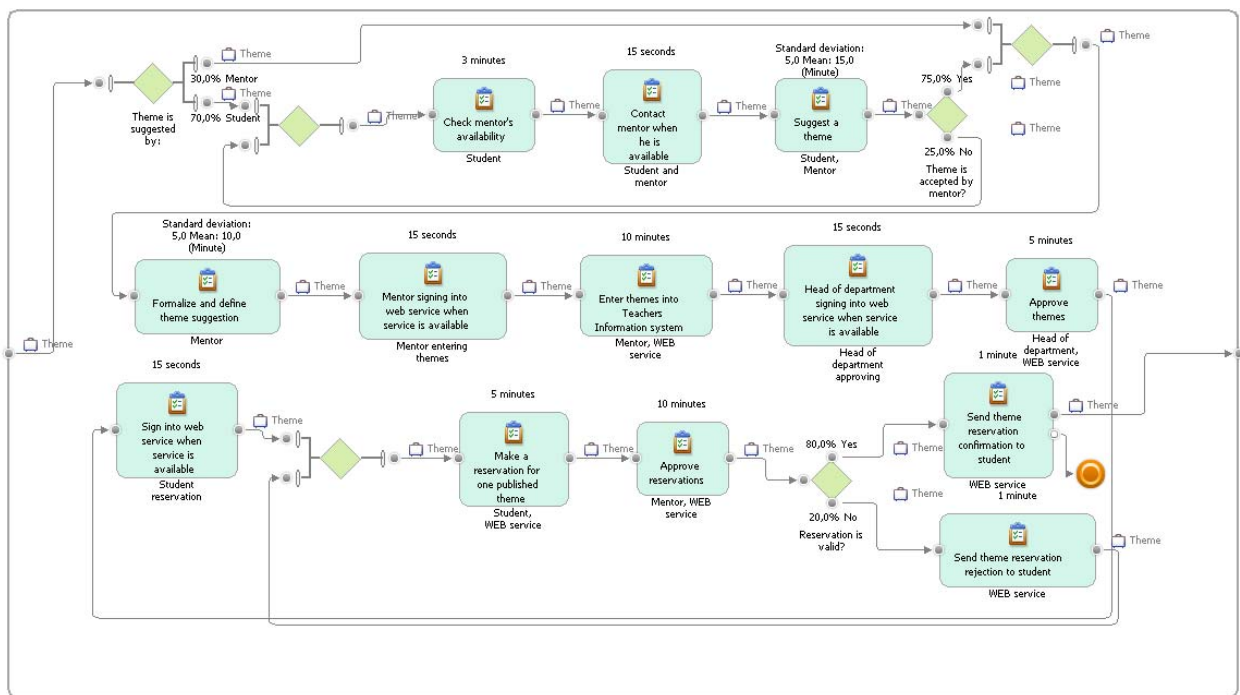 Theme
30,0% Mentor
Theme
70,0% Student
Theme is
suggested
by:
Theme
3 minutes
Check mentor's
availability
Student
Theme
15 seconds
Contact
mentor when
he is
available
Student and
mentor
Theme
Standard deviation:
5,0 Mean: 15,0
(Minute)
Suggest a
theme
Student,
Mentor
Theme
75,0% Yes
25,0% No
Theme is
accepted by
mentor?
Theme
Theme
Theme
Standard deviation:
5,0 Mean: 10,0
(Minute)
Formalize and define
theme suggestion
Mentor
Theme
15 seconds
Mentor signing into
web service when
service is available
Mentor entering
themes
Theme
10 minutes
Enter themes into
Teachers
Information system
Mentor, WEB
service
Theme
15 seconds
Head of department
signing into web
service when service
is available
Head of
department
approving
Theme
5 minutes
Approve
themes
Head of
department,
WEB service
Theme
Theme
15 seconds
Sign into web
service when
service is
available
Student
reservation
Theme
Theme
5 minutes
Make a
reservation for
one published
theme
Student,
WEB service
Theme
10 minutes
Approve
reservations
Mentor, WEB
service
Theme
80,0% Yes
20,0% No
Reservation is
valid?
Theme
Theme
1 minute
Send theme
reservation
confirmation to
student
WEB service
Theme
1 minute
Send theme reservation
rejection to student
WEB service
Theme